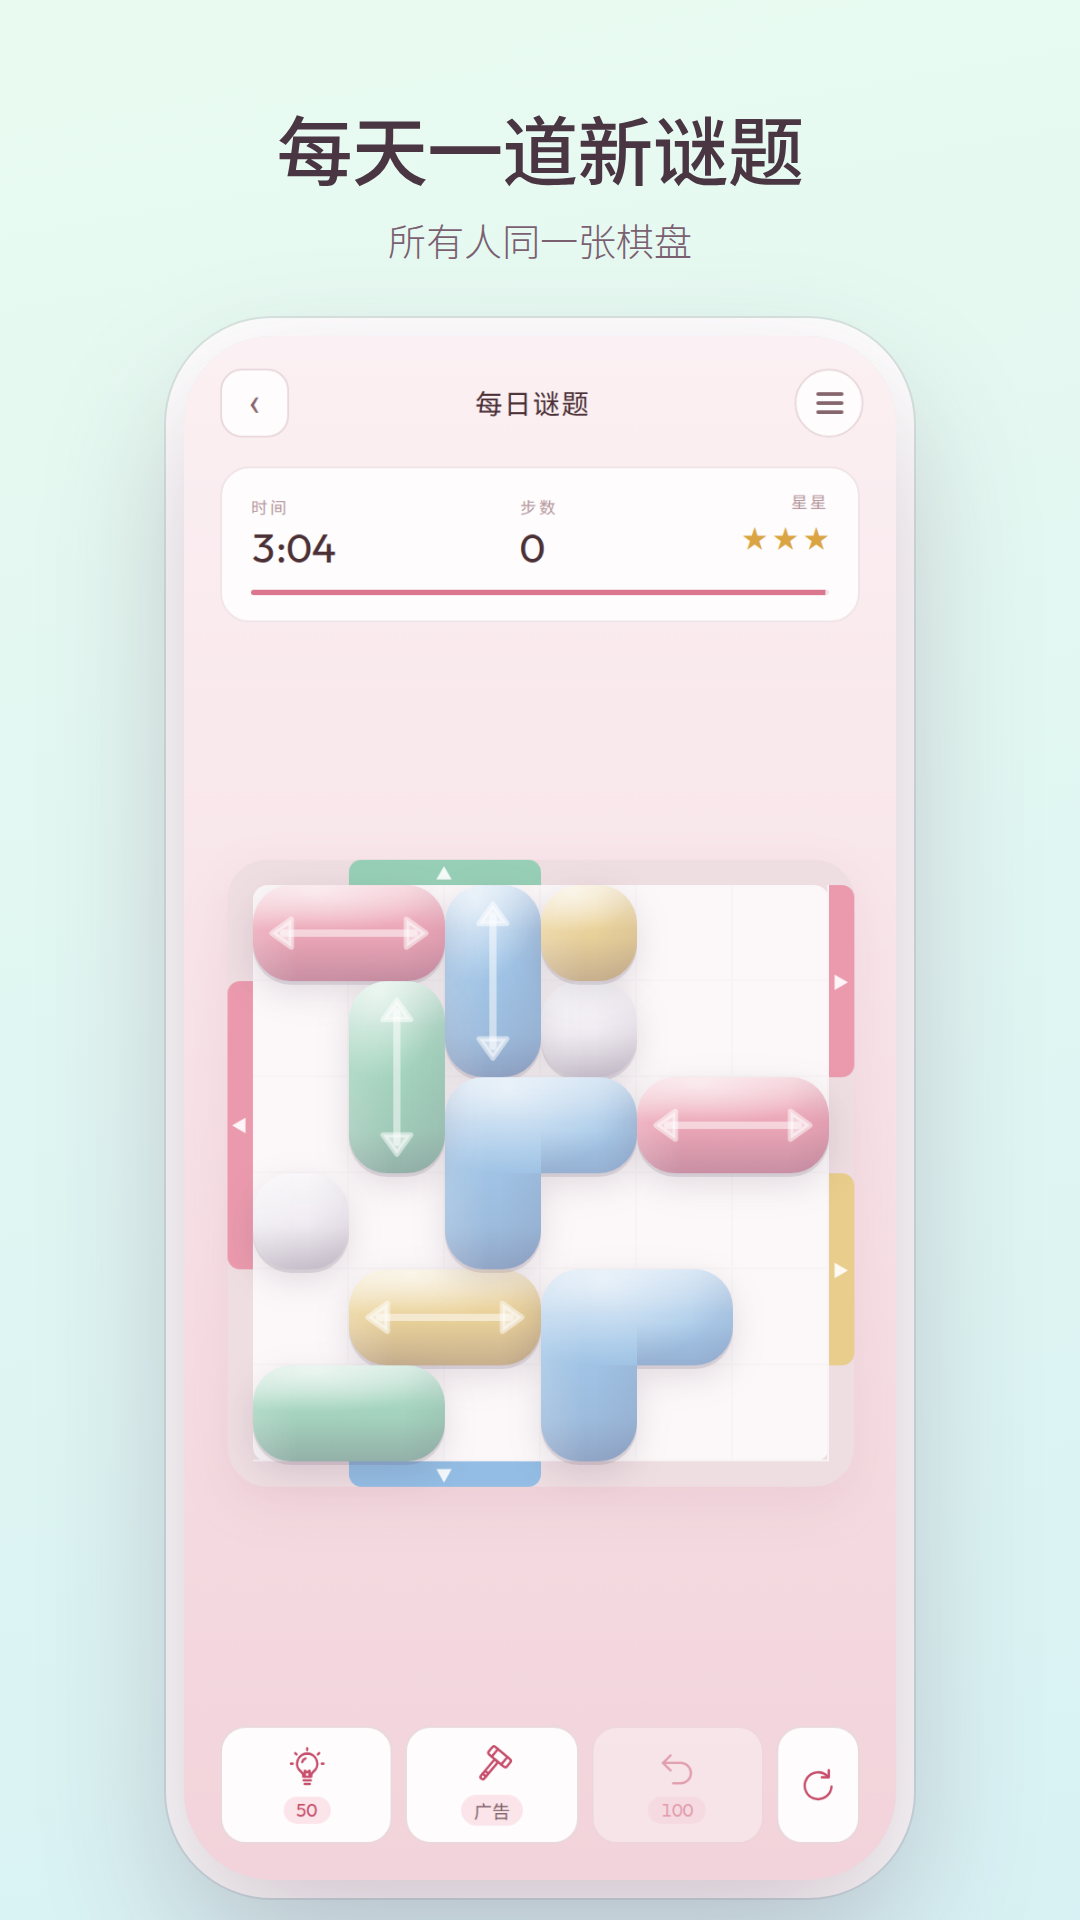 每天一道新谜题
所有人同一张棋盘
每日谜题
时间 步数 星星
3:04 0 ★★★
50 广告 100